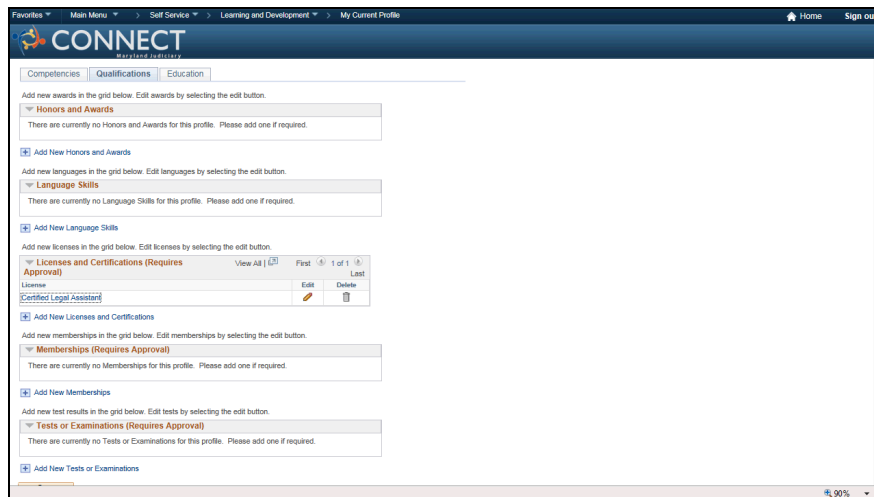 Favorites Main Menu > Self Service > Learning and Development > My Current Profile Home Sign ou
CONNECT
Maryland Judiciary
Competencies Qualifications Education
Add new awards in the grid below. Edit awards by selecting the edit button.
Honors and Awards
There are currently no Honors and Awards for this profile. Please add one if required.
Add New Honors and Awards
Add new languages in the grid below. Edit languages by selecting the edit button.
Language Skills
There are currently no Language Skills for this profile. Please add one if required.
Add New Language Skills
Add new licenses in the grid below. Edit licenses by selecting the edit button.
Licenses and Certifications (Requires View All | First 1 of 1
Approval) Last
License Edit Delete
Certified Legal Assistant
Add New Licenses and Certifications
Add new memberships in the grid below. Edit memberships by selecting the edit button.
Memberships (Requires Approval)
There are currently no Memberships for this profile. Please add one if required.
Add New Memberships
Add new test results in the grid below. Edit tests by selecting the edit button.
Tests or Examinations (Requires Approval)
There are currently no Tests or Examinations for this profile. Please add one if required.
Add New Tests or Examinations
90%